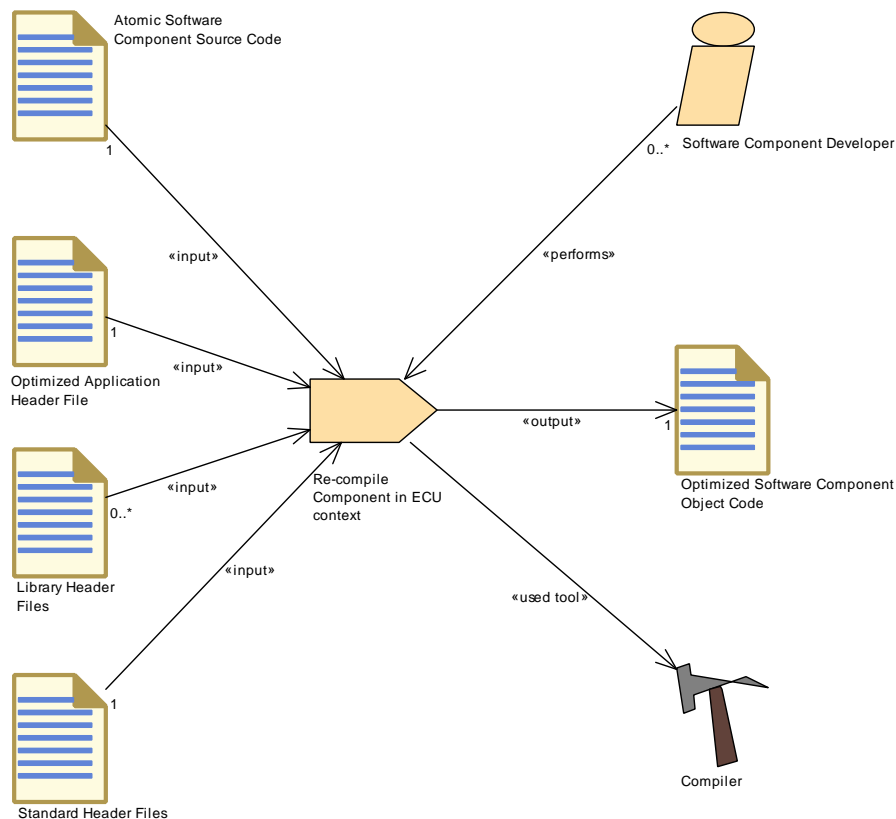 Atomic Software
Component Source Code
1
Software Component Developer
0..*
«input»
«performs»
1
Optimized Application
Header File
«input»
Re-compile
Component in ECU
context
«output»
1
Optimized Software Component
Object Code
«input»
0..*
Library Header
Files
«input»
«used tool»
1
Standard Header Files
Compiler